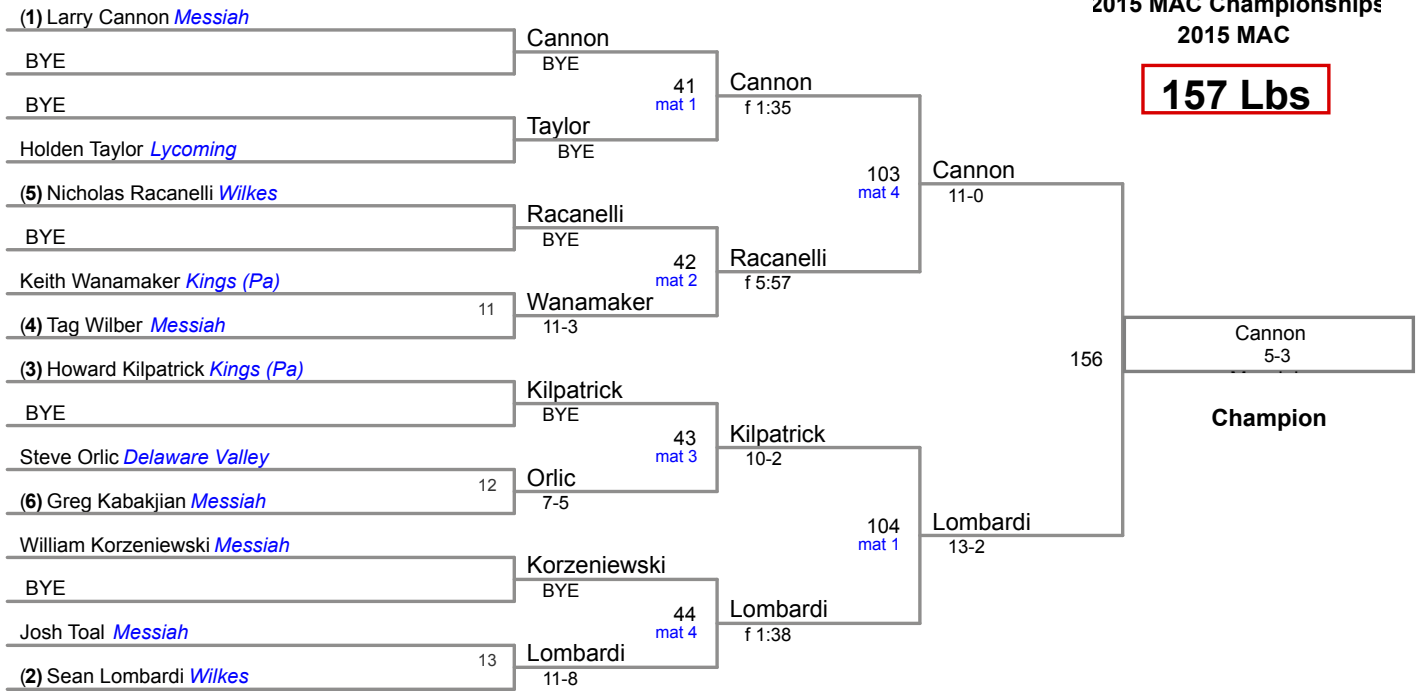 2015 MAC Championships
2015 MAC
157 Lbs
(1) Larry Cannon Messiah
BYE
BYE
Holden Taylor Lycoming
(5) Nicholas Racanelli Wilkes
BYE
Keith Wanamaker Kings (Pa)
11
(4) Tag Wilber Messiah
(3) Howard Kilpatrick Kings (Pa)
BYE
Steve Orlic Delaware Valley
12
(6) Greg Kabakjian Messiah
William Korzeniewski Messiah
BYE
Josh Toal Messiah
13
(2) Sean Lombardi Wilkes
Cannon
BYE
41
mat 1
Taylor
BYE
Racanelli
BYE
42
mat 2
Wanamaker
11-3
Kilpatrick
BYE
43
mat 3
Orlic
7-5
Korzeniewski
BYE
44
mat 4
Lombardi
11-8
Cannon
f 1:35
103
mat 4
Racanelli
f 5:57
Kilpatrick
10-2
104
mat 1
Lombardi
f 1:38
Cannon
11-0
156
Lombardi
13-2
Cannon
5-3
Champion